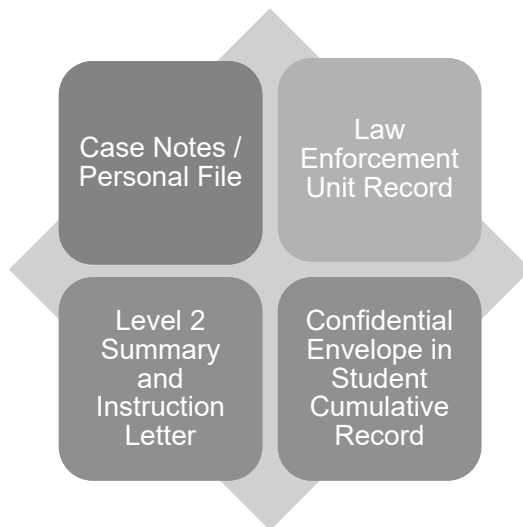 Case Notes /
Personal File
Law
Enforcement
Unit Record
Level 2
Summary
and
Instruction
Letter
Confidential
Envelope in
Student
Cumulative
Record